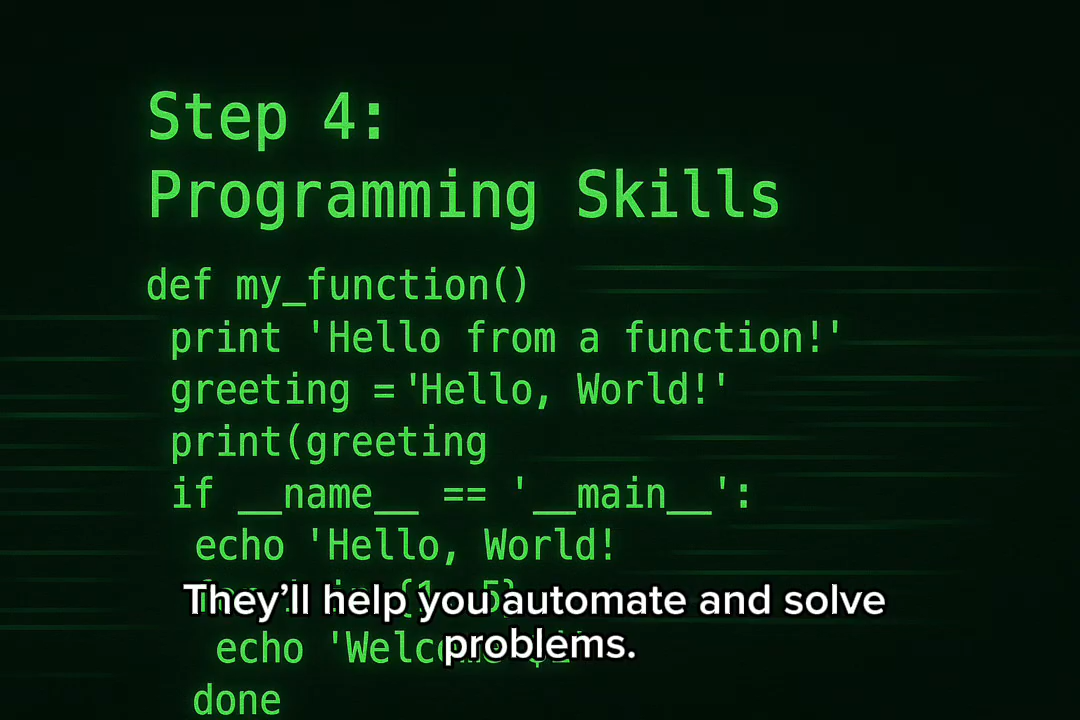 Step 4:
Programming Skills
def my_function()
print 'Hello from a function!'
greeting ='Hello, World!'
print(greeting
if __name__ == '__main__':
echo 'Hello, World!
They’ll help you automate and solve
problems.
echo
done